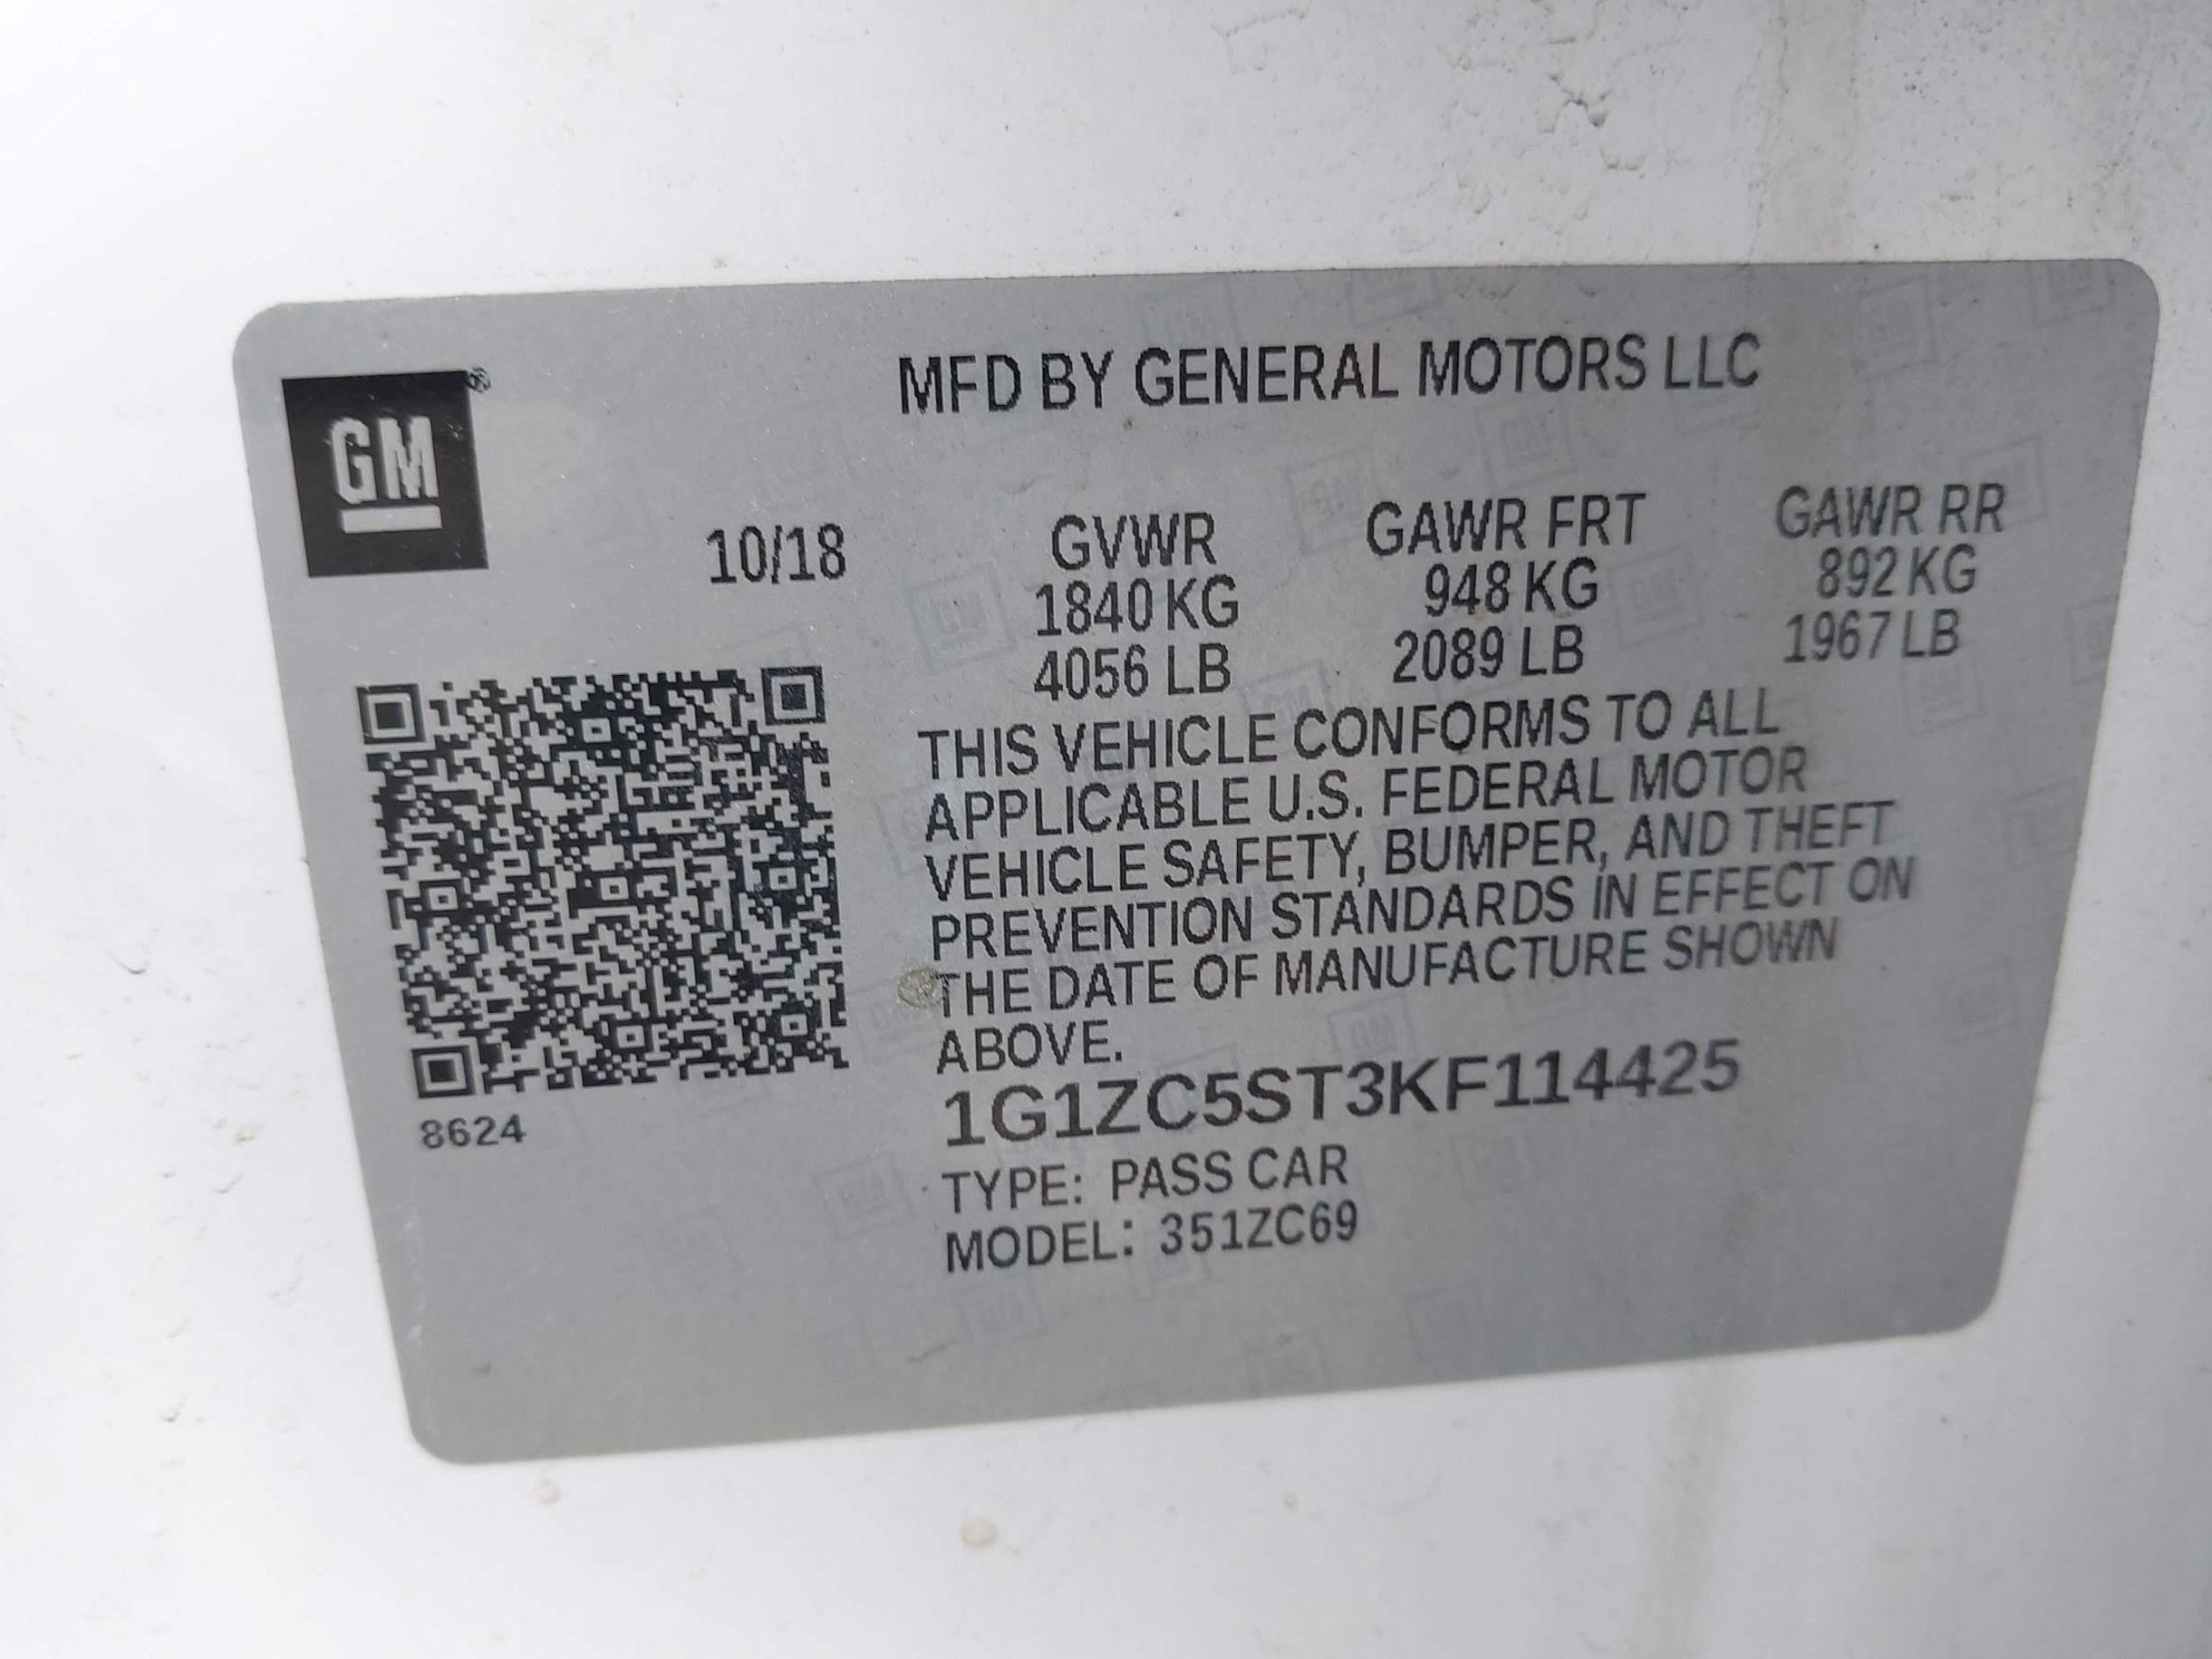 GM
MFD BY GENERAL MOTORS LLC
10/18
GVWR GAWR FRT GAWR RR
1840 KG 948 KG 892 KG
4056 LB 2089 LB 1967 LB
THIS VEHICLE CONFORMS TO ALL
APPLICABLE U.S. FEDERAL MOTOR
VEHICLE SAFETY, BUMPER, AND THEFT
PREVENTION STANDARDS IN EFFECT ON
THE DATE OF MANUFACTURE SHOWN
ABOVE.
1G1ZC5ST3KF114425
8624
TYPE: PASS CAR
MODEL: 351ZC69